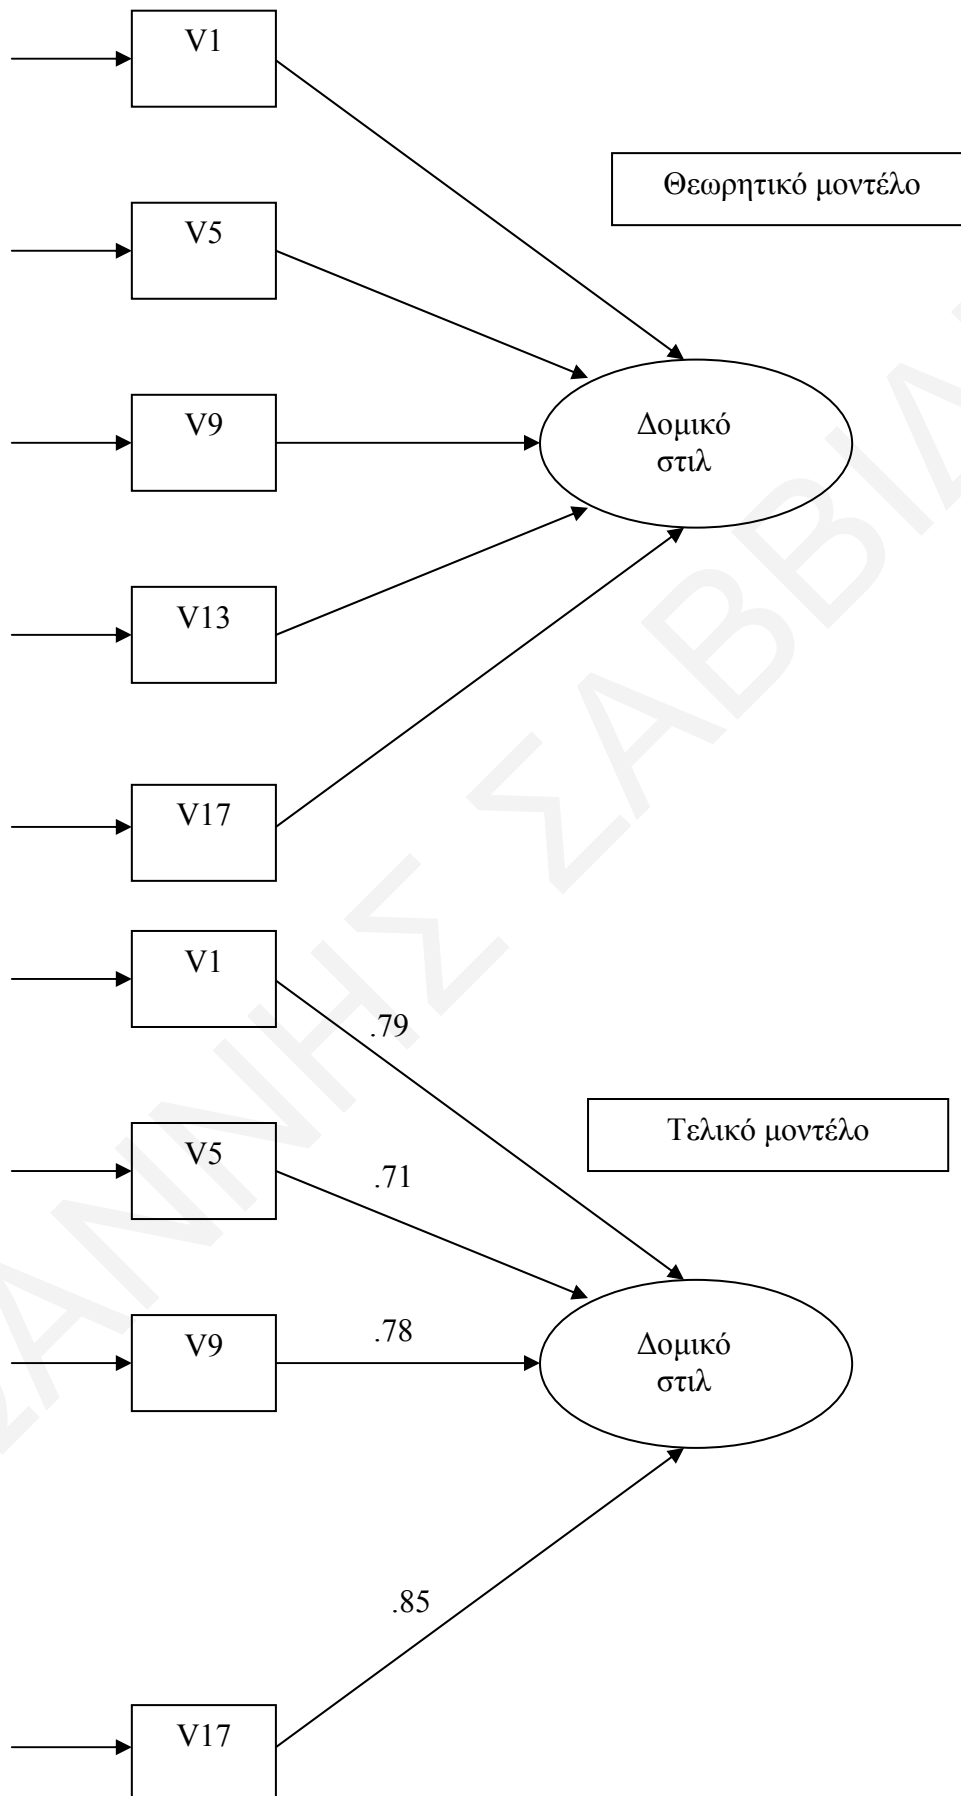 V1
Θεωρητικό μοντέλο
V5
V9
Δομικό
στιλ
V13
V17
V1
.79
Τελικό μοντέλο
V5
.71
V9
.78
Δομικό
στιλ
.85
V17